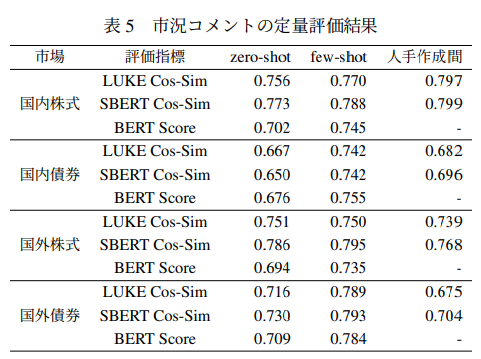 表 5 市況コメントの定量評価結果
市場 評価指標 zero-shot few-shot 人手作成間
LUKE Cos-Sim 0.756 0.770 0.797
国内株式 SBERT Cos-Sim 0.773 0.788 0.799
BERT Score 0.702 0.745 -
LUKE Cos-Sim 0.667 0.742 0.682
国内債券 SBERT Cos-Sim 0.650 0.742 0.696
BERT Score 0.676 0.755 -
LUKE Cos-Sim 0.751 0.750 0.739
国外株式 SBERT Cos-Sim 0.786 0.795 0.768
BERT Score 0.694 0.735 -
LUKE Cos-Sim 0.716 0.789 0.675
国外債券 SBERT Cos-Sim 0.730 0.793 0.704
BERT Score 0.709 0.784 -